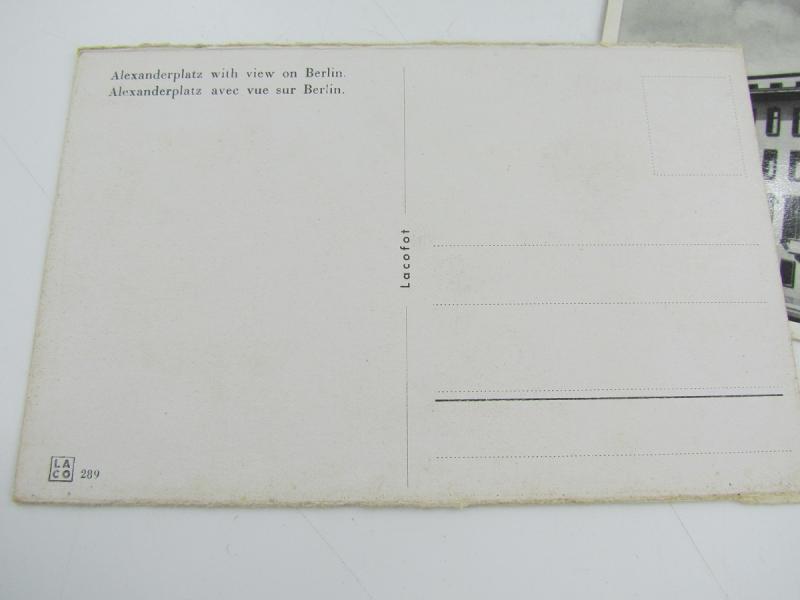 Alexanderplatz with view on Berlin.
Alexanderplatz avec vue sur Berlin.
Lacofot
LA
CO
289